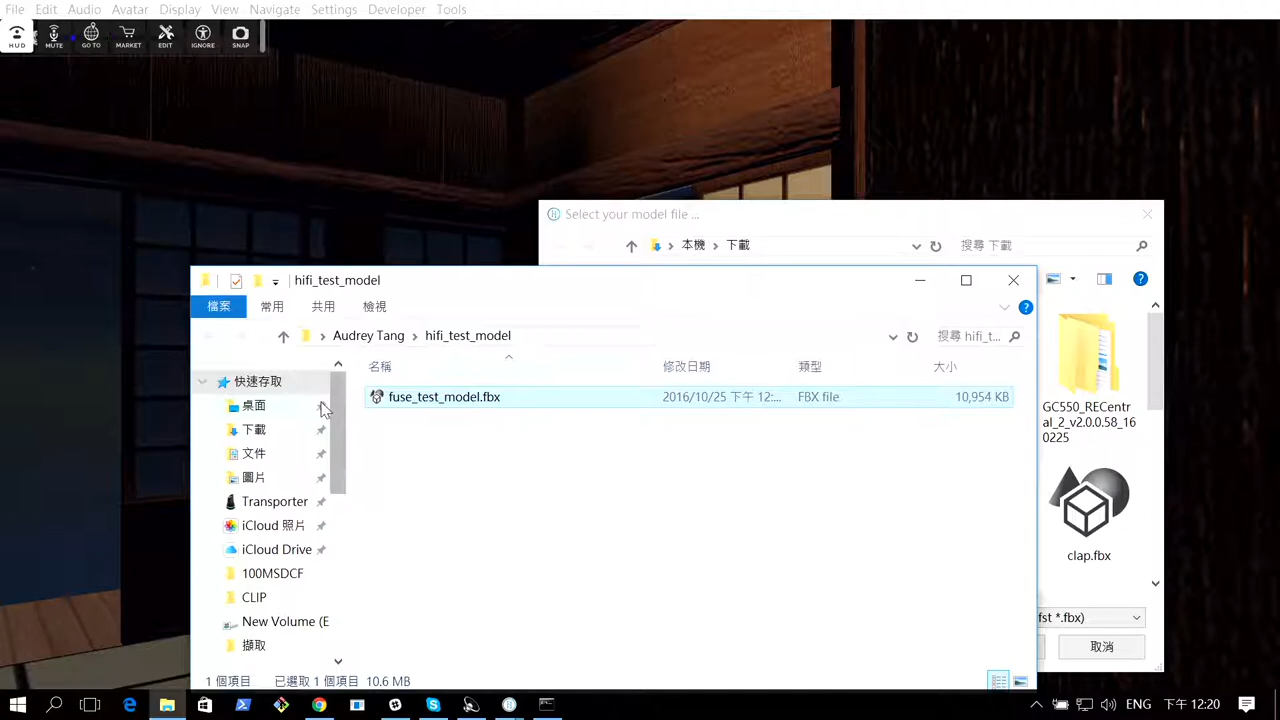 File Edit Audio Avatar Display View Navigate Settings Developer Tools
HUD MUTE GO TO MARKET EDIT IGNORE SNAP
Select your model file ...
本機 下載 搜尋 下載
hifi_test_model
檔案 常用 共用 檢視
Audrey Tang hifi_test_model 搜尋 hifi_t...
名稱 修改日期 類型 大小
快速存取
fuse_test_model.fbx 2016/10/25 下午 12:... FBX file 10,954 KB
桌面
下載
文件
圖片
Transporter
iCloud 照片
iCloud Drive
100MSDCF
CLIP
New Volume (E
擷取
GC550_RECentr
al_2_v2.0.0.58_16
0225
clap.fbx
fst *.fbx)
取消
1 個項目 已選取 1 個項目 10.6 MB
ENG 下午 12:20